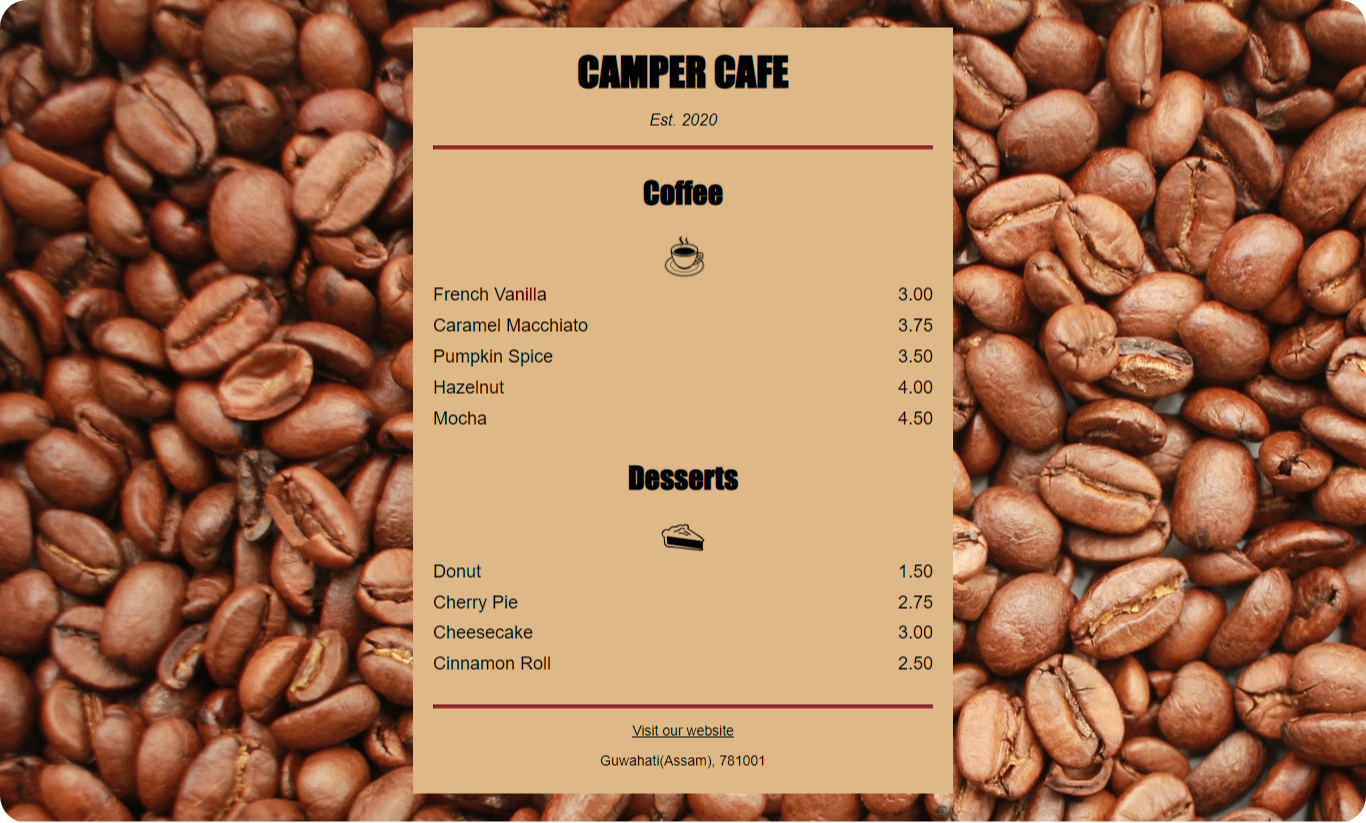 CAMPER CAFE
Est. 2020
Coffee
French Vanilla 3.00
Caramel Macchiato 3.75
Pumpkin Spice 3.50
Hazelnut 4.00
Mocha 4.50
Desserts
Donut 1.50
Cherry Pie 2.75
Cheesecake 3.00
Cinnamon Roll 2.50
Visit our website
Guwahati(Assam), 781001